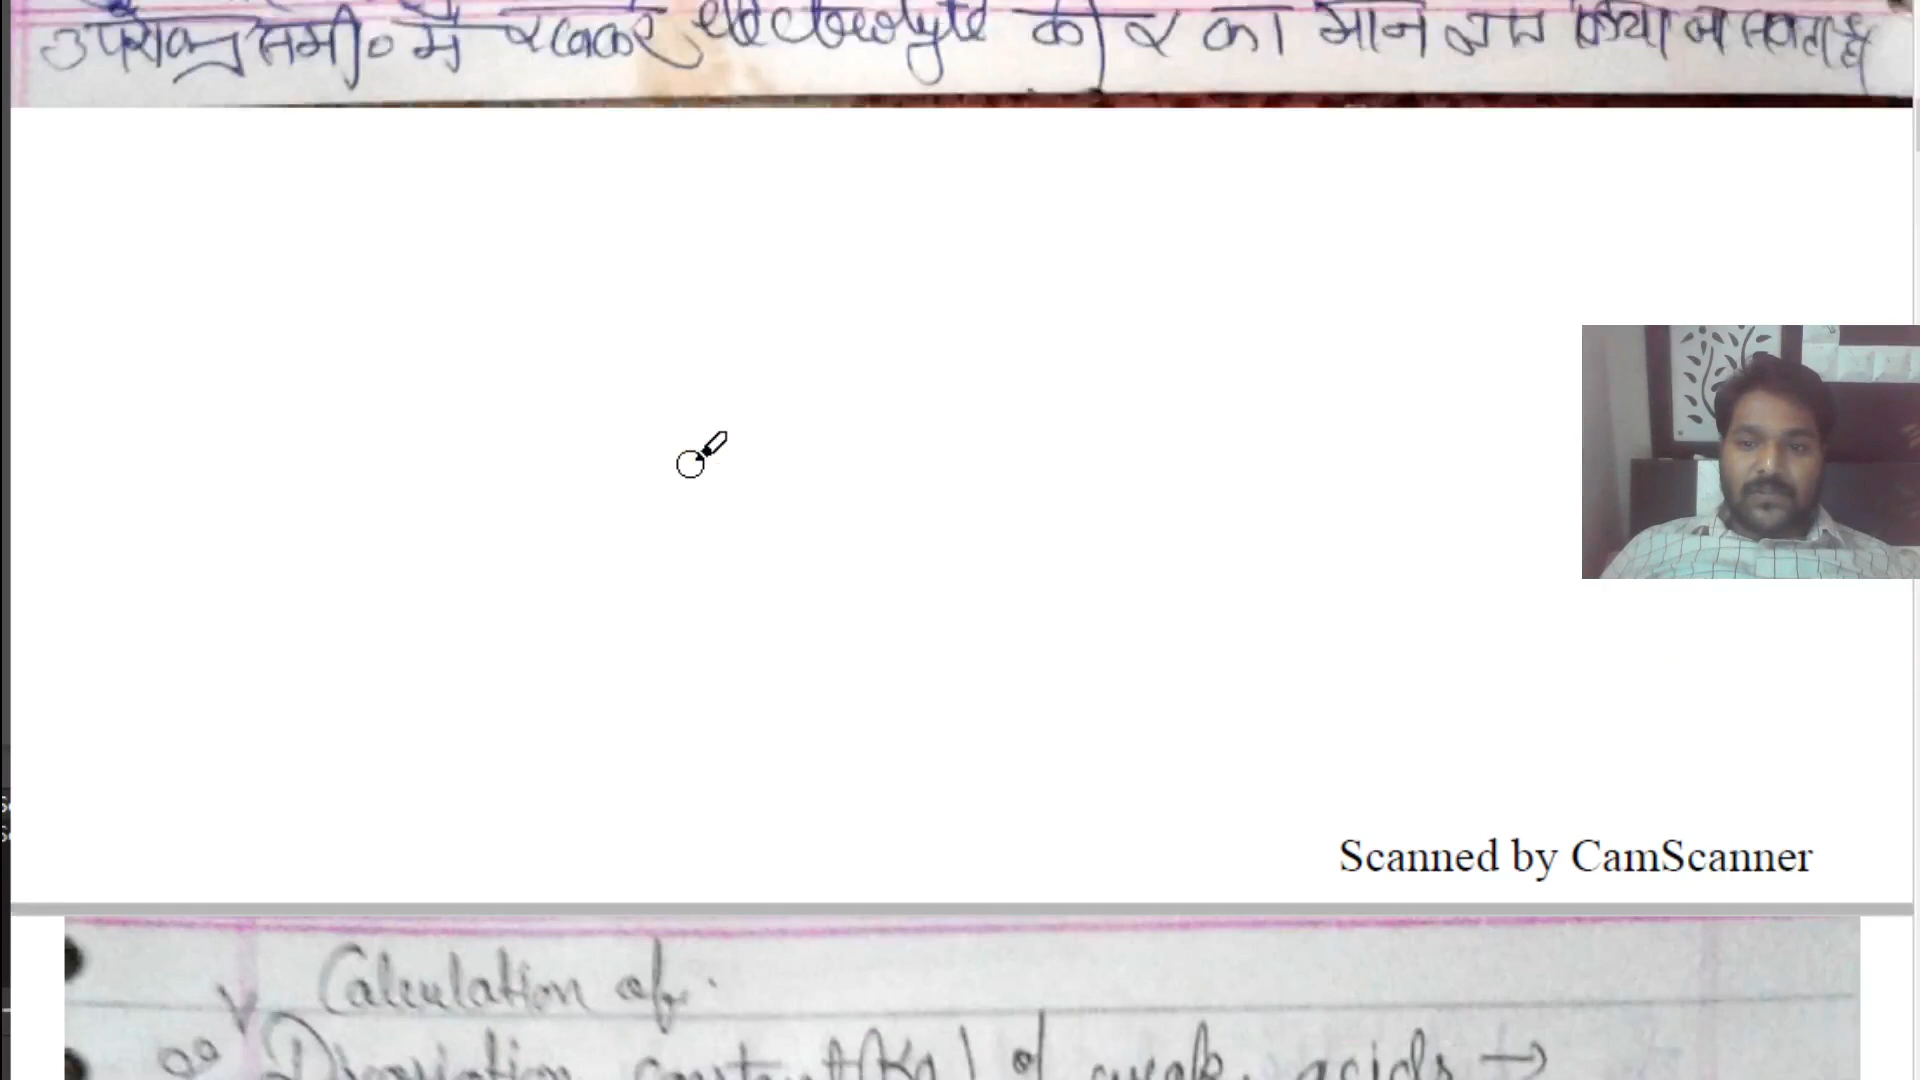 उपरोक्त समी० में रखकर electrolyte की α का मान ज्ञात किया जा सकता है
Scanned by CamScanner
Calculation of
Dissociation constant (Ka) of weak acids →